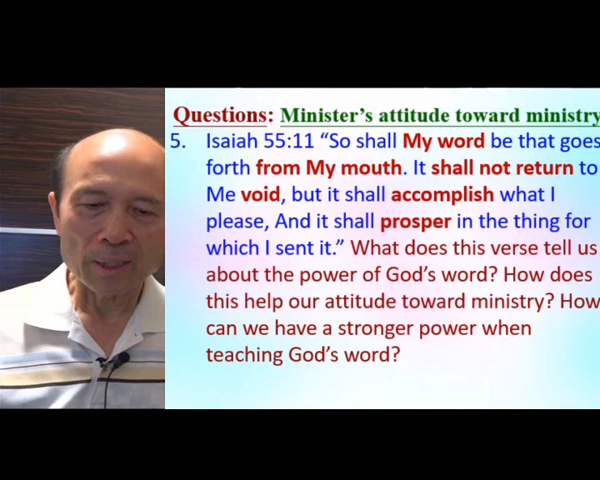 Questions: Minister’s attitude toward ministry
5. Isaiah 55:11 “So shall My word be that goes
forth from My mouth. It shall not return to
Me void, but it shall accomplish what I
please, And it shall prosper in the thing for
which I sent it.” What does this verse tell us
about the power of God’s word? How does
this help our attitude toward ministry? How
can we have a stronger power when
teaching God’s word?